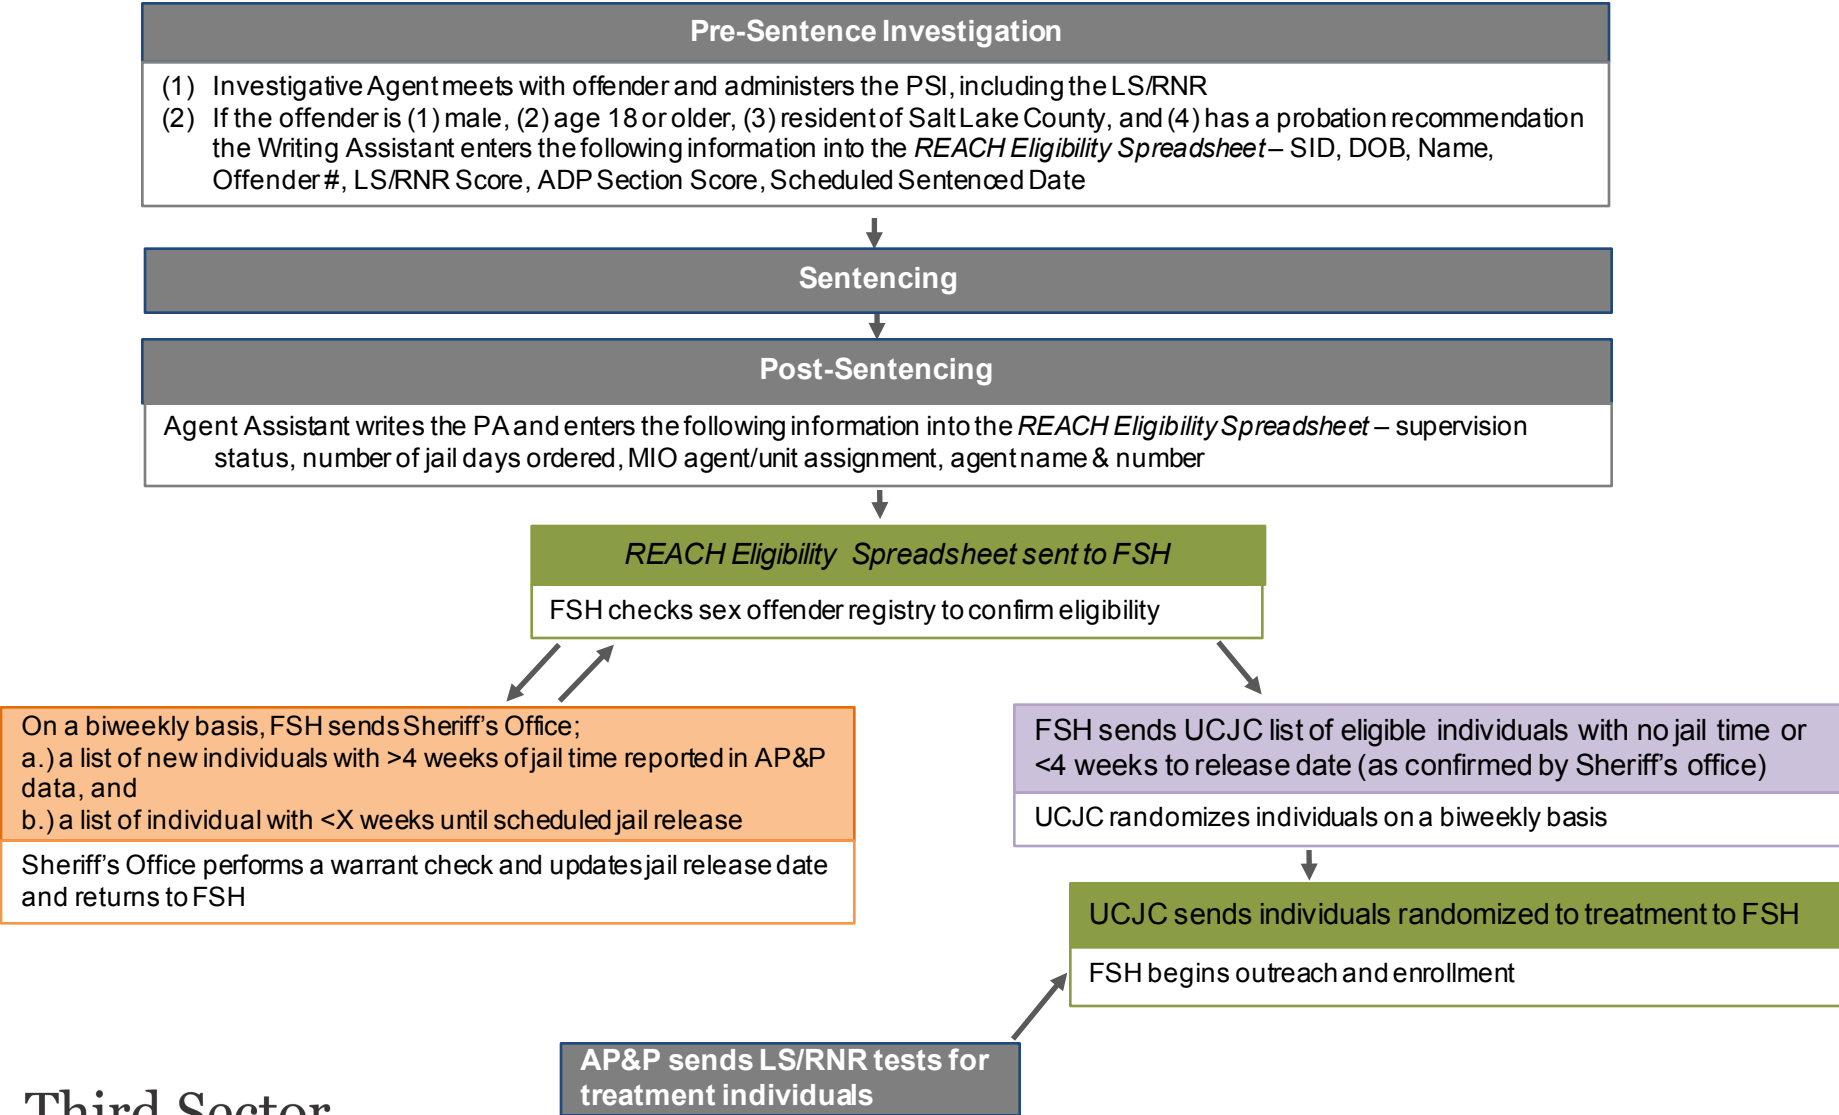 Pre-Sentence Investigation
(1) Investigative Agent meets with offender and administers the PSI, including the LS/RNR
(2) If the offender is (1) male, (2) age 18 or older, (3) resident of Salt Lake County, and (4) has a probation recommendation
the Writing Assistant enters the following information into the REACH Eligibility Spreadsheet – SID, DOB, Name,
Offender #, LS/RNR Score, ADP Section Score, Scheduled Sentenced Date
Sentencing
Post-Sentencing
Agent Assistant writes the PA and enters the following information into the REACH Eligibility Spreadsheet – supervision
status, number of jail days ordered, MIO agent/unit assignment, agent name & number
REACH Eligibility Spreadsheet sent to FSH
FSH checks sex offender registry to confirm eligibility
On a biweekly basis, FSH sends Sheriff's Office;
a.) a list of new individuals with >4 weeks of jail time reported in AP&P
data, and
b.) a list of individual with <X weeks until scheduled jail release
Sheriff's Office performs a warrant check and updates jail release date
and returns to FSH
FSH sends UCJC list of eligible individuals with no jail time or
<4 weeks to release date (as confirmed by Sheriff's office)
UCJC randomizes individuals on a biweekly basis
UCJC sends individuals randomized to treatment to FSH
FSH begins outreach and enrollment
AP&P sends LS/RNR tests for
treatment individuals
Third Sector